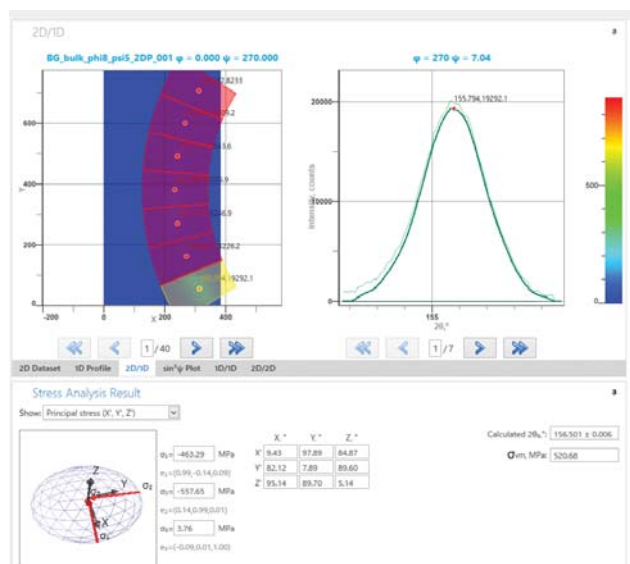 2D/1D
a
BG_bulk_phi8_psi5_2DP_001 φ = 0.000 ψ = 270.000
φ = 270 ψ = 7.04
155.794,19292.1
20000
10000
Intensity, counts
155
2θ,°
500
0
600
400
200
0
Y
-200
0
200
400
X
1 /40
1 /7
2D Dataset 1D Profile 2D/1D sin²ψ Plot 1D/1D 2D/2D
Stress Analysis Result
a
Show: Principal stress (X', Y', Z')
Z
Y
X
X, ° Y, ° Z, °
X' 9.43 97.89 84.87
Y' 82.12 7.89 89.60
Z' 95.14 89.70 5.14
σ₁= -463.29 MPa
e₁=(0.99,-0.14,0.09)
σ₂= -557.65 MPa
e₂=(0.14,0.99,0.01)
σ₃= 3.76 MPa
e₃=(-0.09,0.01,1.00)
Calculated 2θ₀,°: 156.501 ± 0.006
σvm, MPa: 520.68